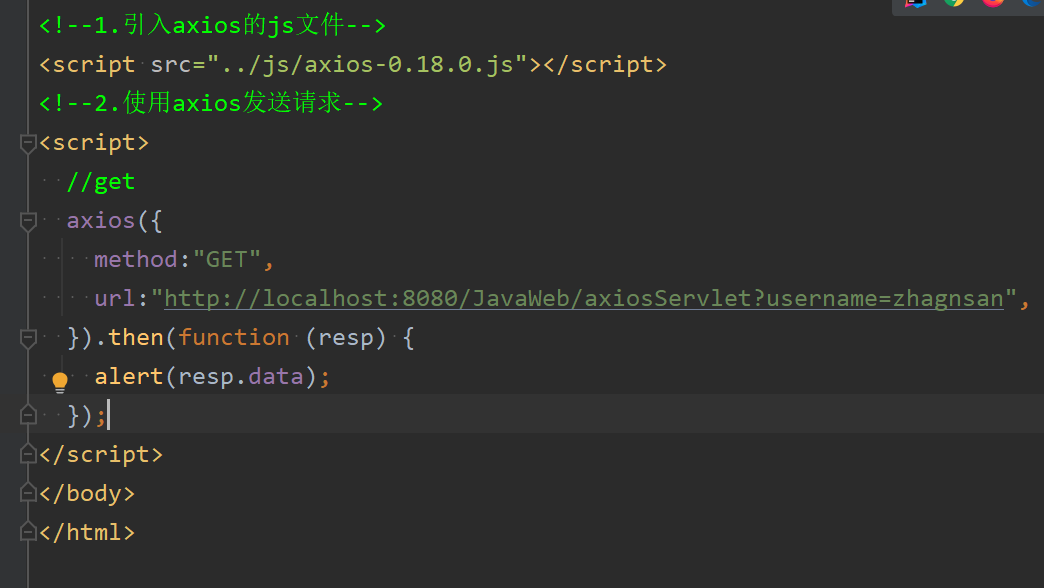 <!--1.引入axios的js文件-->
<script src="../js/axios-0.18.0.js"></script>
<!--2.使用axios发送请求-->
<script>
//get
axios({
method:"GET",
url:"http://localhost:8080/JavaWeb/axiosServlet?username=zhagnsan",
}).then(function (resp) {
alert(resp.data);
});
</script>
</body>
</html>